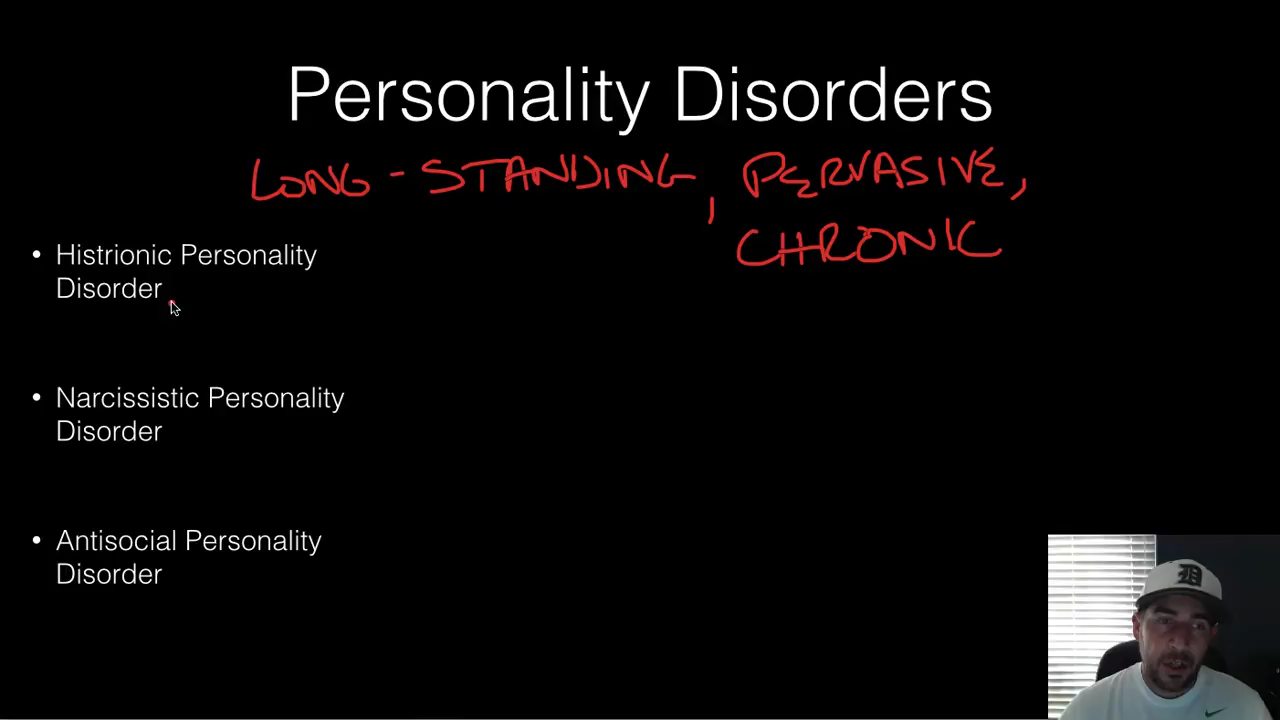 Personality Disorders
LONG-STANDING, PERVASIVE,
CHRONIC
• Histrionic Personality
Disorder
• Narcissistic Personality
Disorder
• Antisocial Personality
Disorder
D